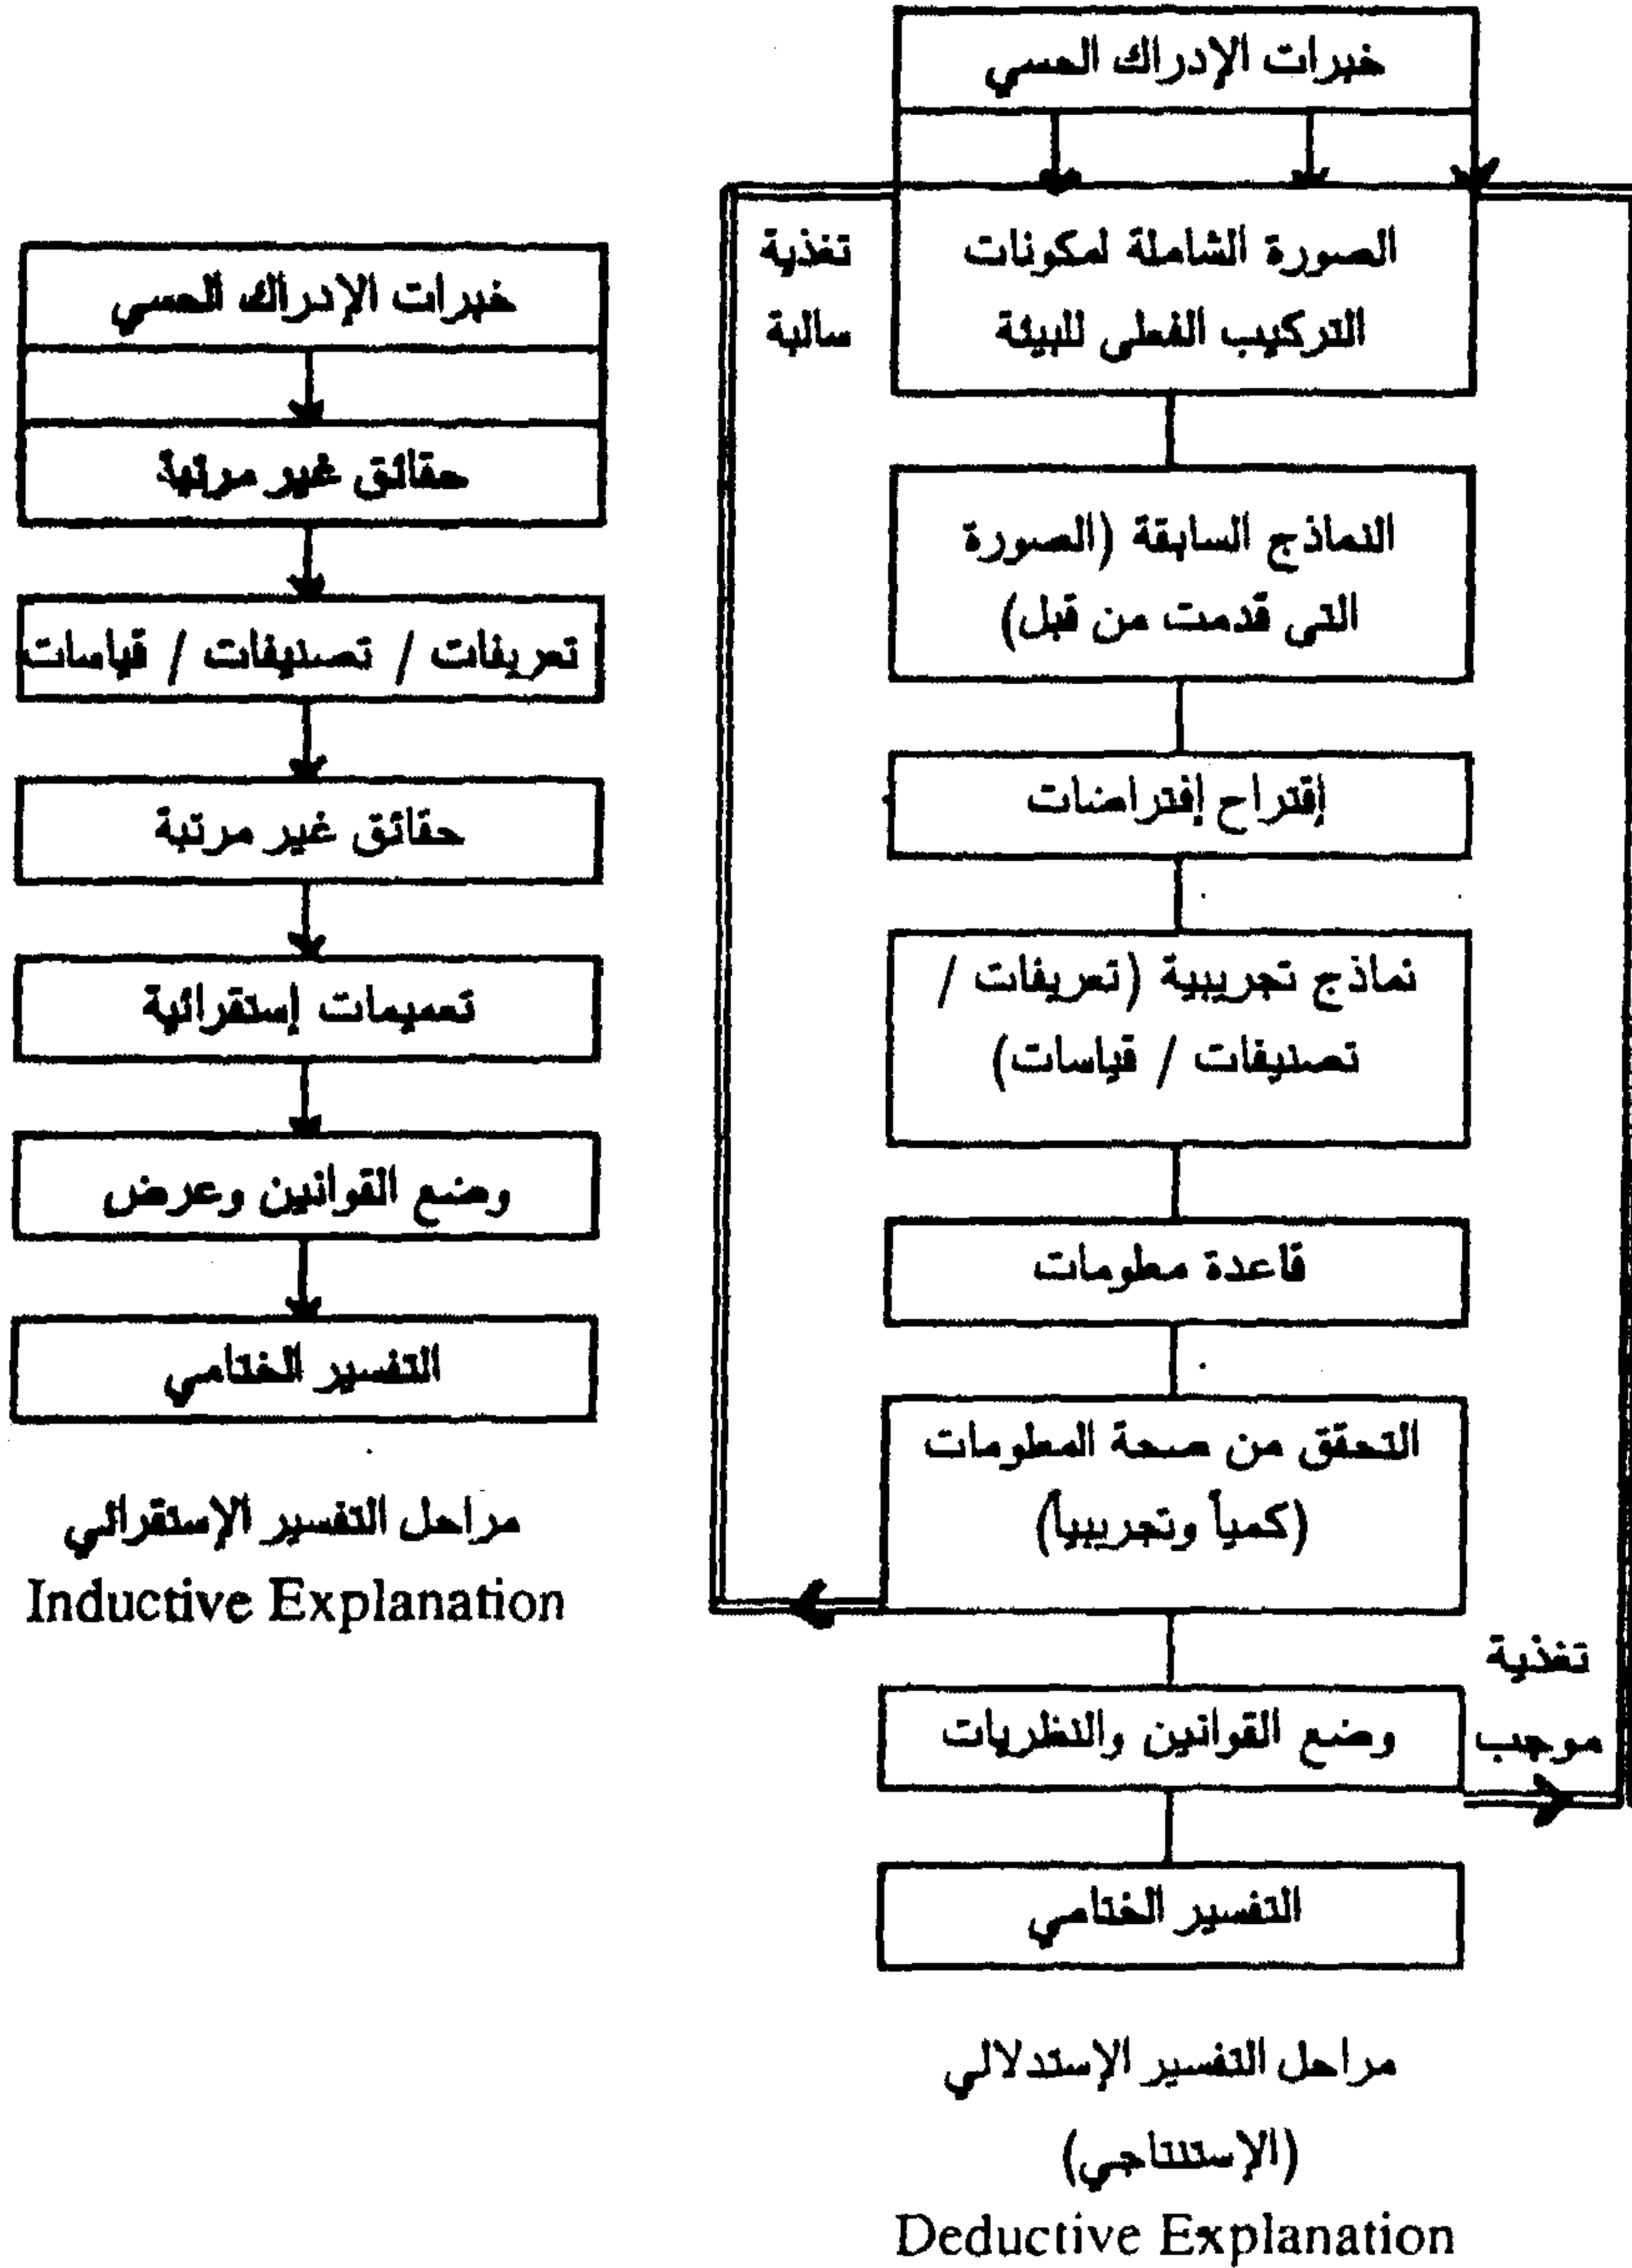 خبرات الإدراك الحسي
الصورة الشاملة لمكونات
التركيب الفعلى للبيئة
تغذية
سالبة
النماذج السابقة (الصورة
التى قدمت من قبل)
إقتراح إفتراضات
نماذج تجريبية (تعريفات /
تصنيفات / قياسات)
قاعدة معلومات
التحقق من صحة المعلومات
(كمياً وتجريبياً)
تغذية
موجب
وضع القوانين والنظريات
التفسير الختامي
مراحل التفسير الإستدلالي
(الإستنتاجي)
Deductive Explanation
خبرات الإدراك الحسي
حقائق غير مرتبة
تعريفات / تصنيفات / قياسات
حقائق غير مرتبة
تعميمات إستقرائية
وضع القوانين وعرض
التفسير الختامي
مراحل التفسير الإستقرائي
Inductive Explanation